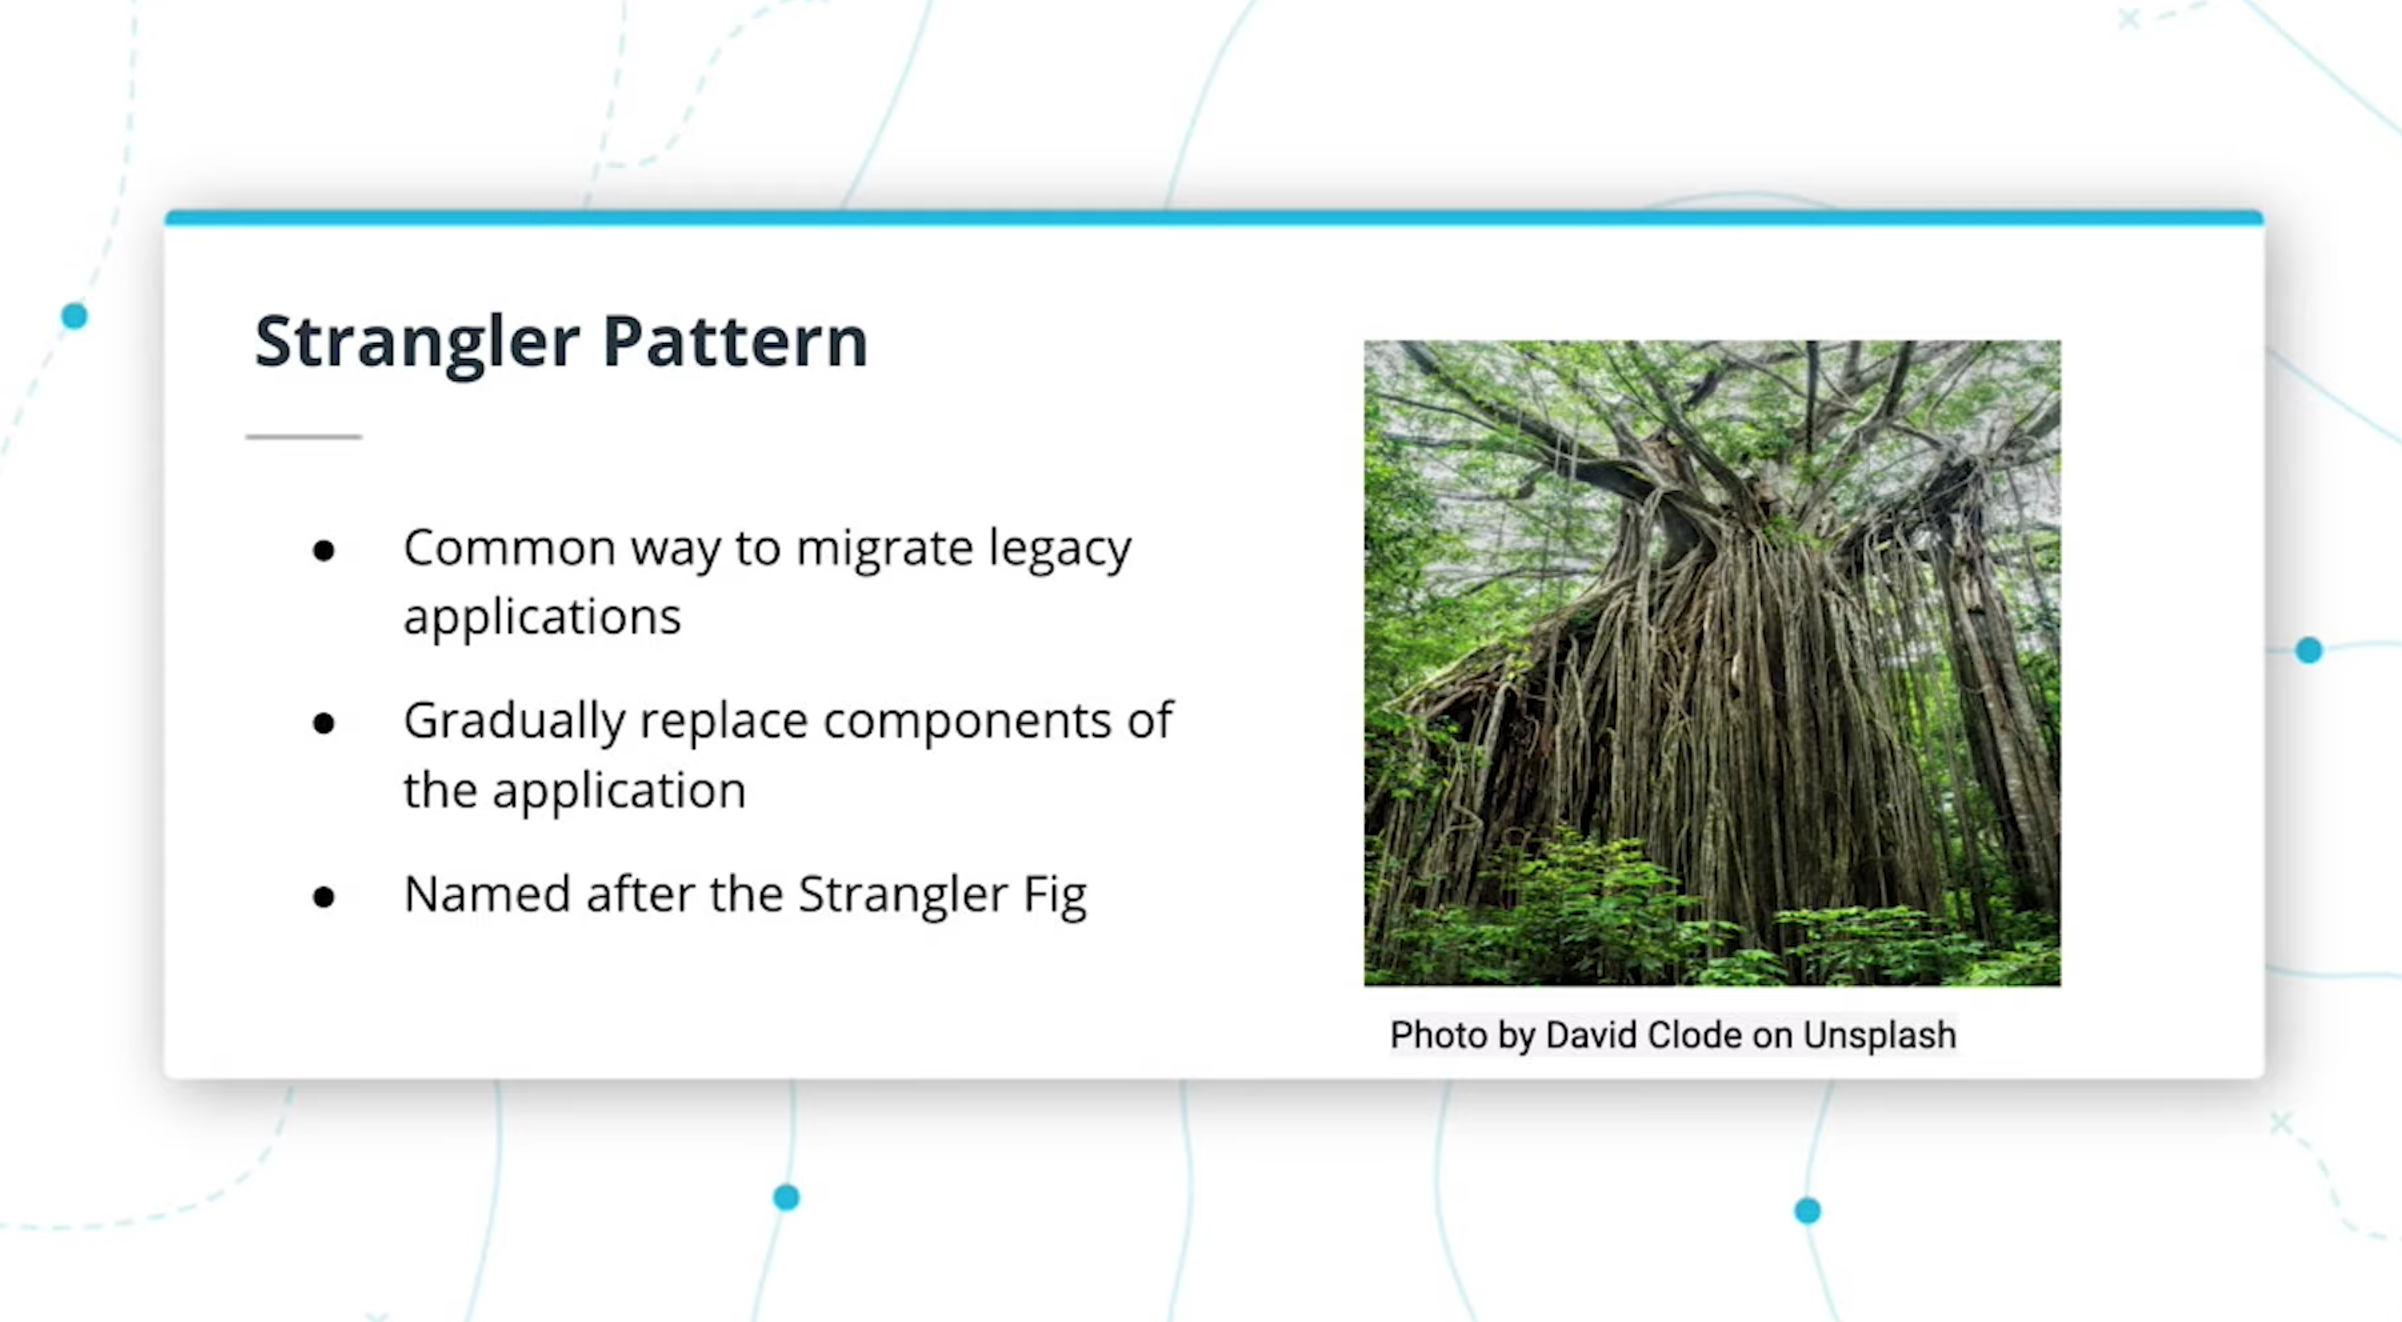 Strangler Pattern
● Common way to migrate legacy
applications
● Gradually replace components of
the application
● Named after the Strangler Fig
Photo by David Clode on Unsplash